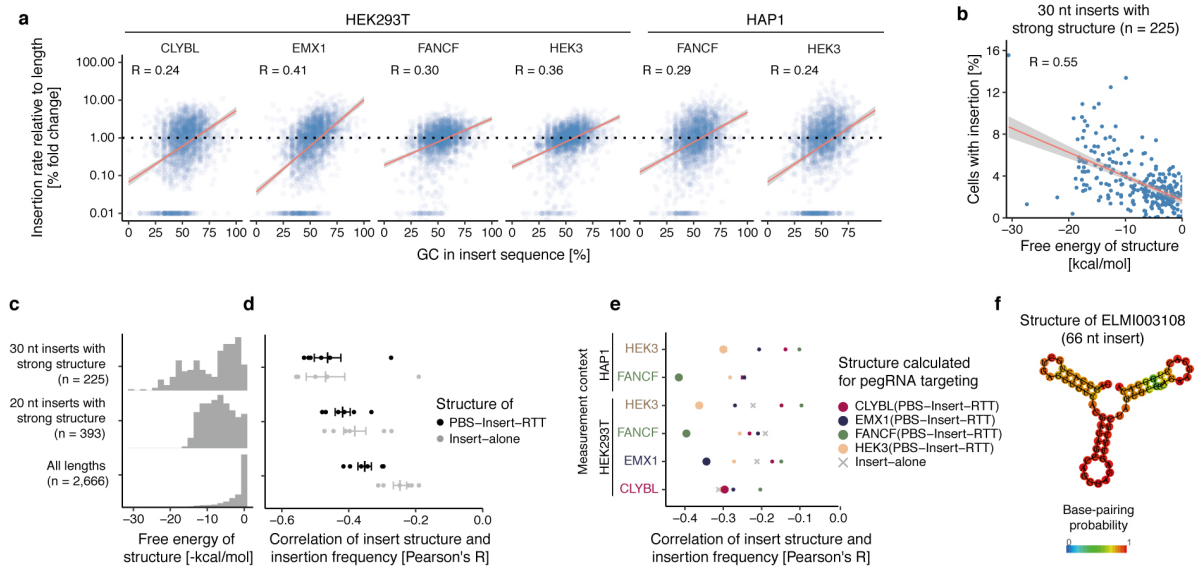 a
HEK293T
HAP1
CLYBL
EMX1
FANCF
HEK3
FANCF
HEK3
Insertion rate relative to length
[% fold change]
100.00
10.00
1.00
0.10
0.01
R = 0.24
R = 0.41
R = 0.30
R = 0.36
R = 0.29
R = 0.24
0 25 50 75 100
0 25 50 75 100
0 25 50 75 100
0 25 50 75 100
0 25 50 75 100
0 25 50 75
GC in insert sequence [%]
b
30 nt inserts with
strong structure (n = 225)
Cells with insertion [%]
16
12
8
4
0
R = 0.55
−30 −20 −10 0
Free energy of structure
[kcal/mol]
c
30 nt inserts with
strong structure
(n = 225)
20 nt inserts with
strong structure
(n = 393)
All lengths
(n = 2,666)
−30 −20 −10 0
Free energy of
structure [-kcal/mol]
d
Structure of
PBS−Insert−RTT
Insert−alone
−0.6 −0.4 −0.2 0.0
Correlation of insert structure and
insertion frequency [Pearson's R]
e
Measurement context
HAP1
HEK293T
HEK3
FANCF
HEK3
FANCF
EMX1
CLYBL
−0.4 −0.3 −0.2 −0.1 0.0
Correlation of insert structure and
insertion frequency [Pearson's R]
Structure calculated
for pegRNA targeting
CLYBL(PBS−Insert−RTT)
EMX1(PBS−Insert−RTT)
FANCF(PBS−Insert−RTT)
HEK3(PBS−Insert−RTT)
Insert−alone
f
Structure of ELMI003108
(66 nt insert)
Base-pairing
probability
0 1